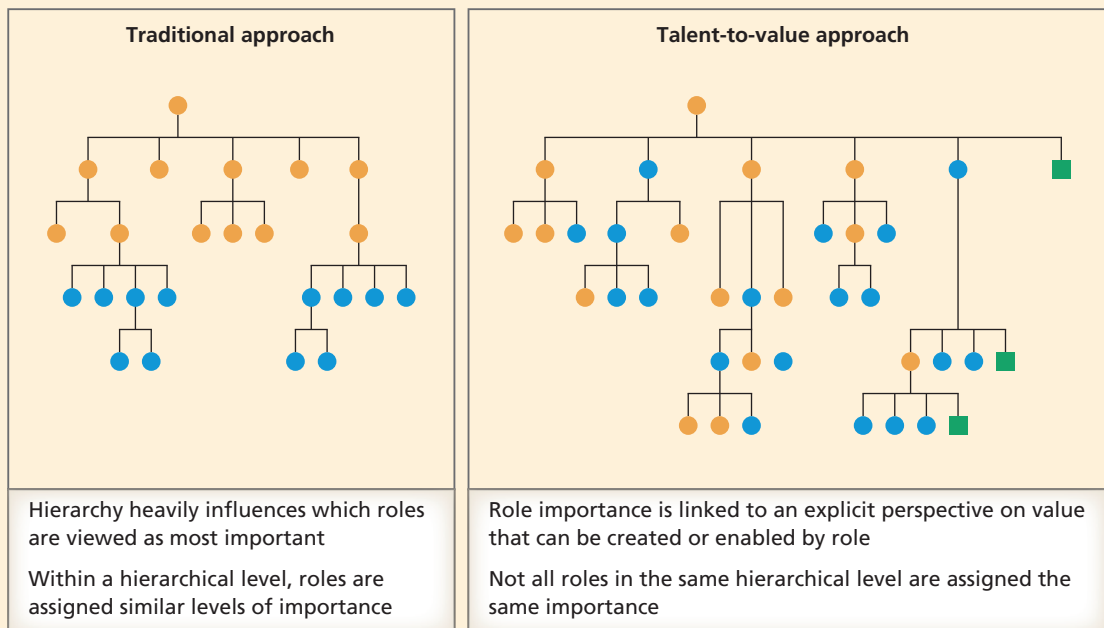 Traditional approach
Talent-to-value approach
Hierarchy heavily influences which roles
are viewed as most important
Within a hierarchical level, roles are
assigned similar levels of importance
Role importance is linked to an explicit perspective on value
that can be created or enabled by role
Not all roles in the same hierarchical level are assigned the
same importance